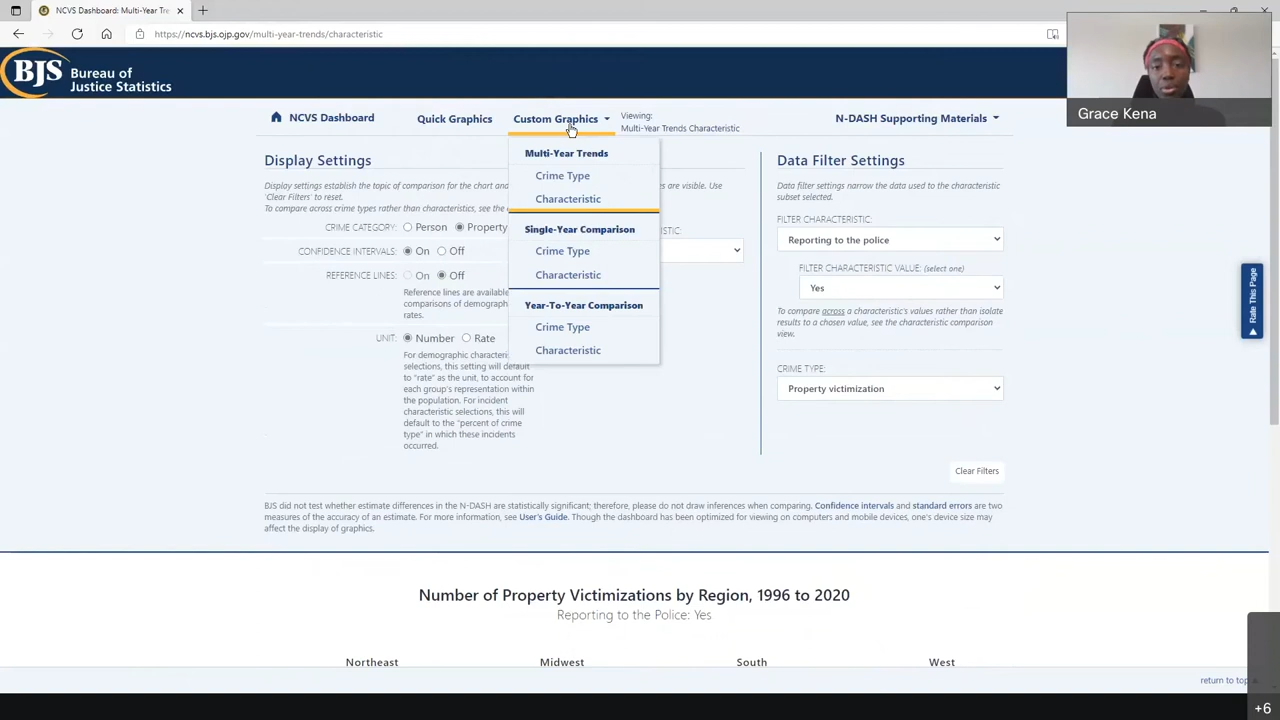 NCVS Dashboard: Multi-Year Tre
https://ncvs.bjs.ojp.gov/multi-year-trends/characteristic
BJS Bureau of
Justice Statistics
Grace Kena
NCVS Dashboard
Quick Graphics
Custom Graphics
Viewing:
Multi-Year Trends Characteristic
N-DASH Supporting Materials
Multi-Year Trends
Crime Type
Characteristic
Single-Year Comparison
Crime Type
Characteristic
Year-To-Year Comparison
Crime Type
Characteristic
Display Settings
Display settings establish the topic of comparison for the chart and
are visible. Use
'Clear Filters' to reset.
To compare across crime types rather than characteristics, see the
CRIME CATEGORY: Person Property
CONFIDENCE INTERVALS: On Off
REFERENCE LINES: On Off
Reference lines are available
comparisons of demograph
rates.
UNIT: Number Rate
For demographic characteri
selections, this setting will default
to "rate" as the unit, to account for
each group's representation within
the population. For incident
characteristic selections, this will
default to the "percent of crime
type" in which these incidents
occurred.
Data Filter Settings
Data filter settings narrow the data used to the characteristic
subset selected.
FILTER CHARACTERISTIC:
Reporting to the police
FILTER CHARACTERISTIC VALUE: (select one)
Yes
To compare across a characteristic's values rather than isolate
results to a chosen value, see the characteristic comparison
view.
CRIME TYPE:
Property victimization
Clear Filters
Rate This Page
BJS did not test whether estimate differences in the N-DASH are statistically significant; therefore, please do not draw inferences when comparing. Confidence intervals and standard errors are two
measures of the accuracy of an estimate. For more information, see User's Guide. Though the dashboard has been optimized for viewing on computers and mobile devices, one's device size may
affect the display of graphics.
Number of Property Victimizations by Region, 1996 to 2020
Reporting to the Police: Yes
Northeast Midwest South West
return to top
+6